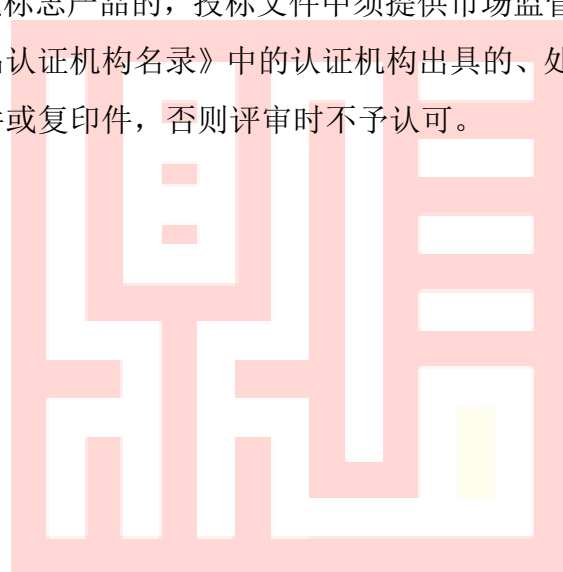 标志产品的，投标文件中须提供市场监管
认证机构名录》中的认证机构出具的、处
或复印件，否则评审时不予认可。